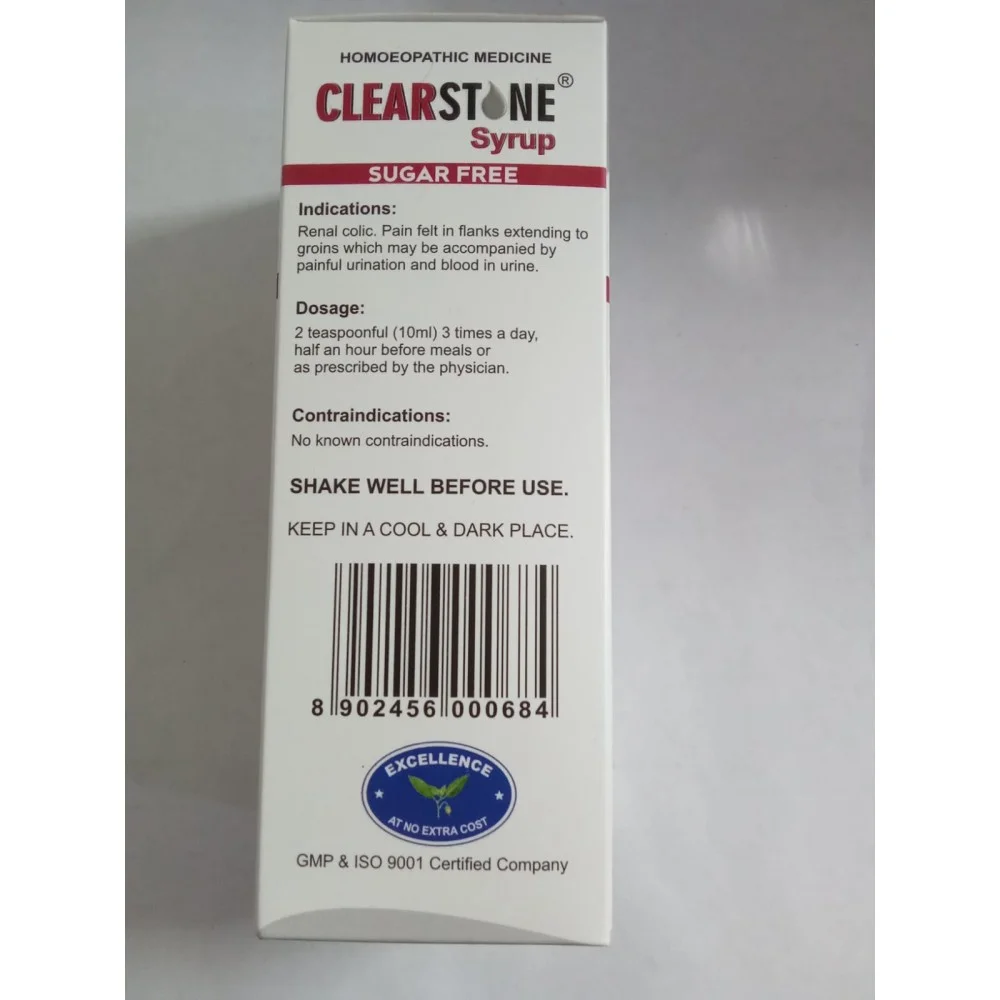 HOMOEOPATHIC MEDICINE
CLEARSTONE®
Syrup
SUGAR FREE
Indications:
Renal colic. Pain felt in flanks extending to
groins which may be accompanied by
painful urination and blood in urine.
Dosage:
2 teaspoonful (10ml) 3 times a day,
half an hour before meals or
as prescribed by the physician.
Contraindications:
No known contraindications.
SHAKE WELL BEFORE USE.
KEEP IN A COOL & DARK PLACE.
8 902456 000684
EXCELLENCE
AT NO EXTRA COST
GMP & ISO 9001 Certified Company